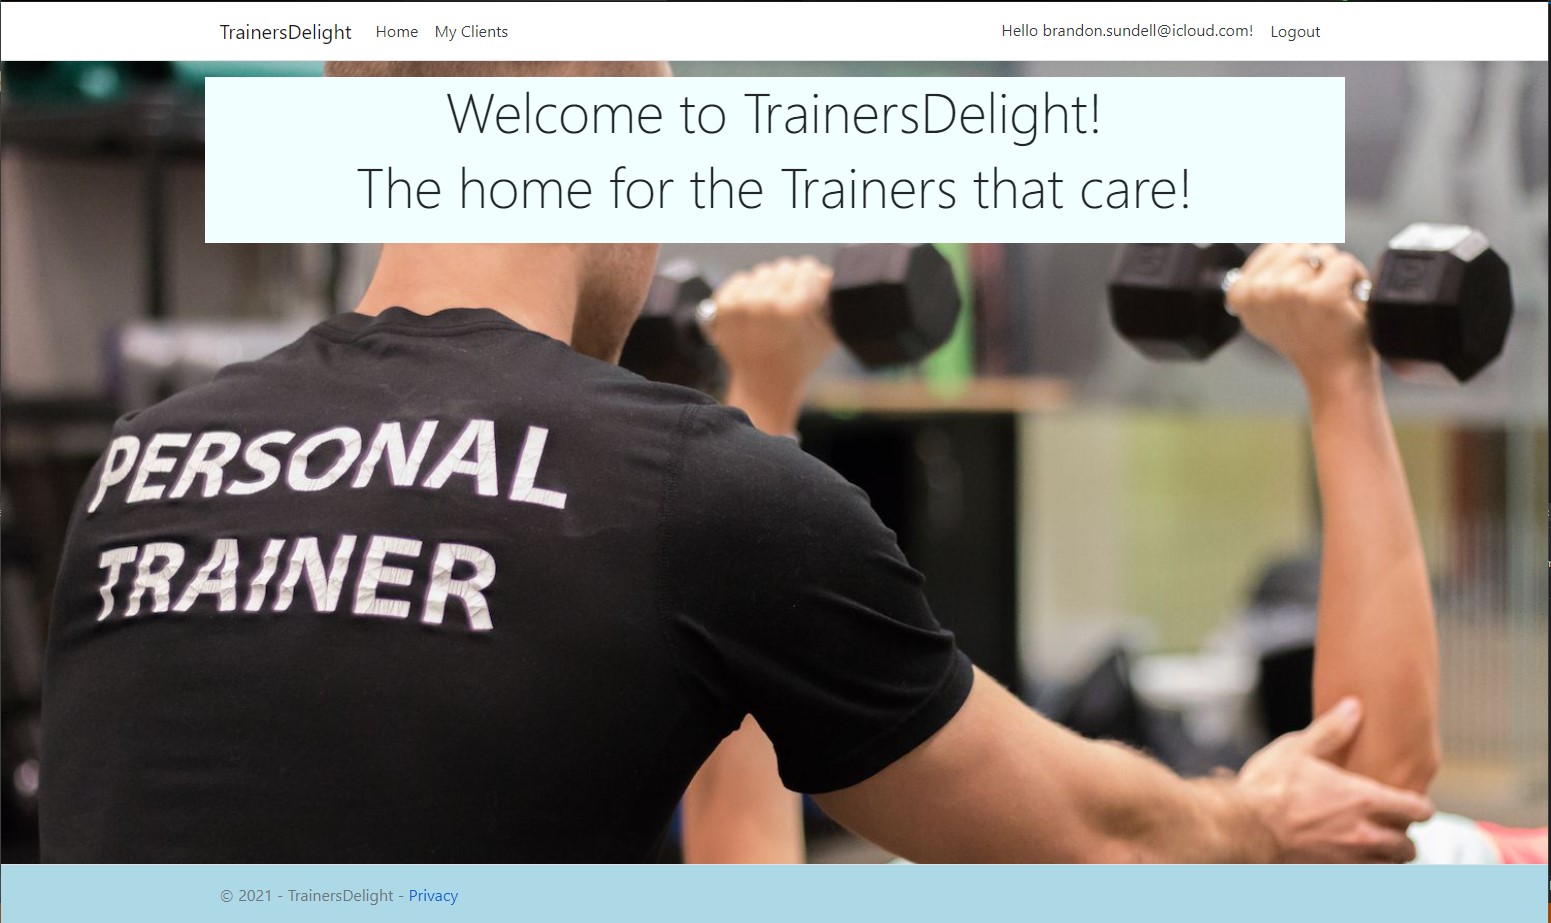 TrainersDelight Home My Clients Hello brandon.sundell@icloud.com! Logout
Welcome to TrainersDelight!
The home for the Trainers that care!
PERSONAL
TRAINER
© 2021 - TrainersDelight - Privacy